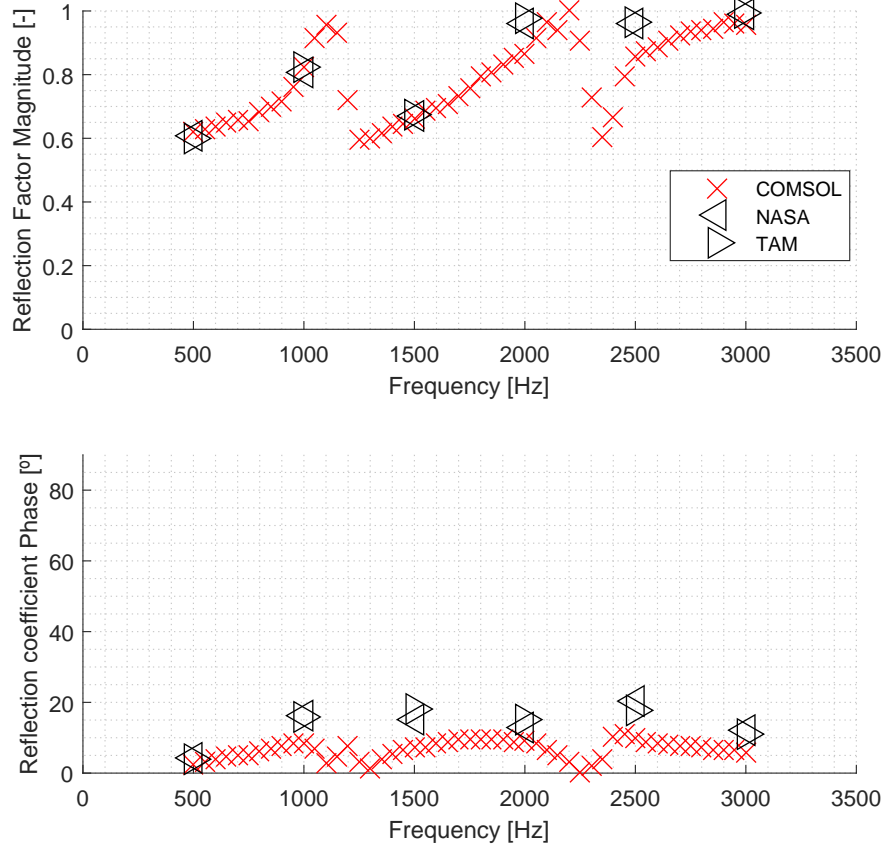 1
0.8
0.6
0.4
0.2
0
Reflection Factor Magnitude [-]
COMSOL
NASA
TAM
0 500 1000 1500 2000 2500 3000 3500
Frequency [Hz]
80
60
40
20
0
Reflection coefficient Phase [º]
0 500 1000 1500 2000 2500 3000 3500
Frequency [Hz]